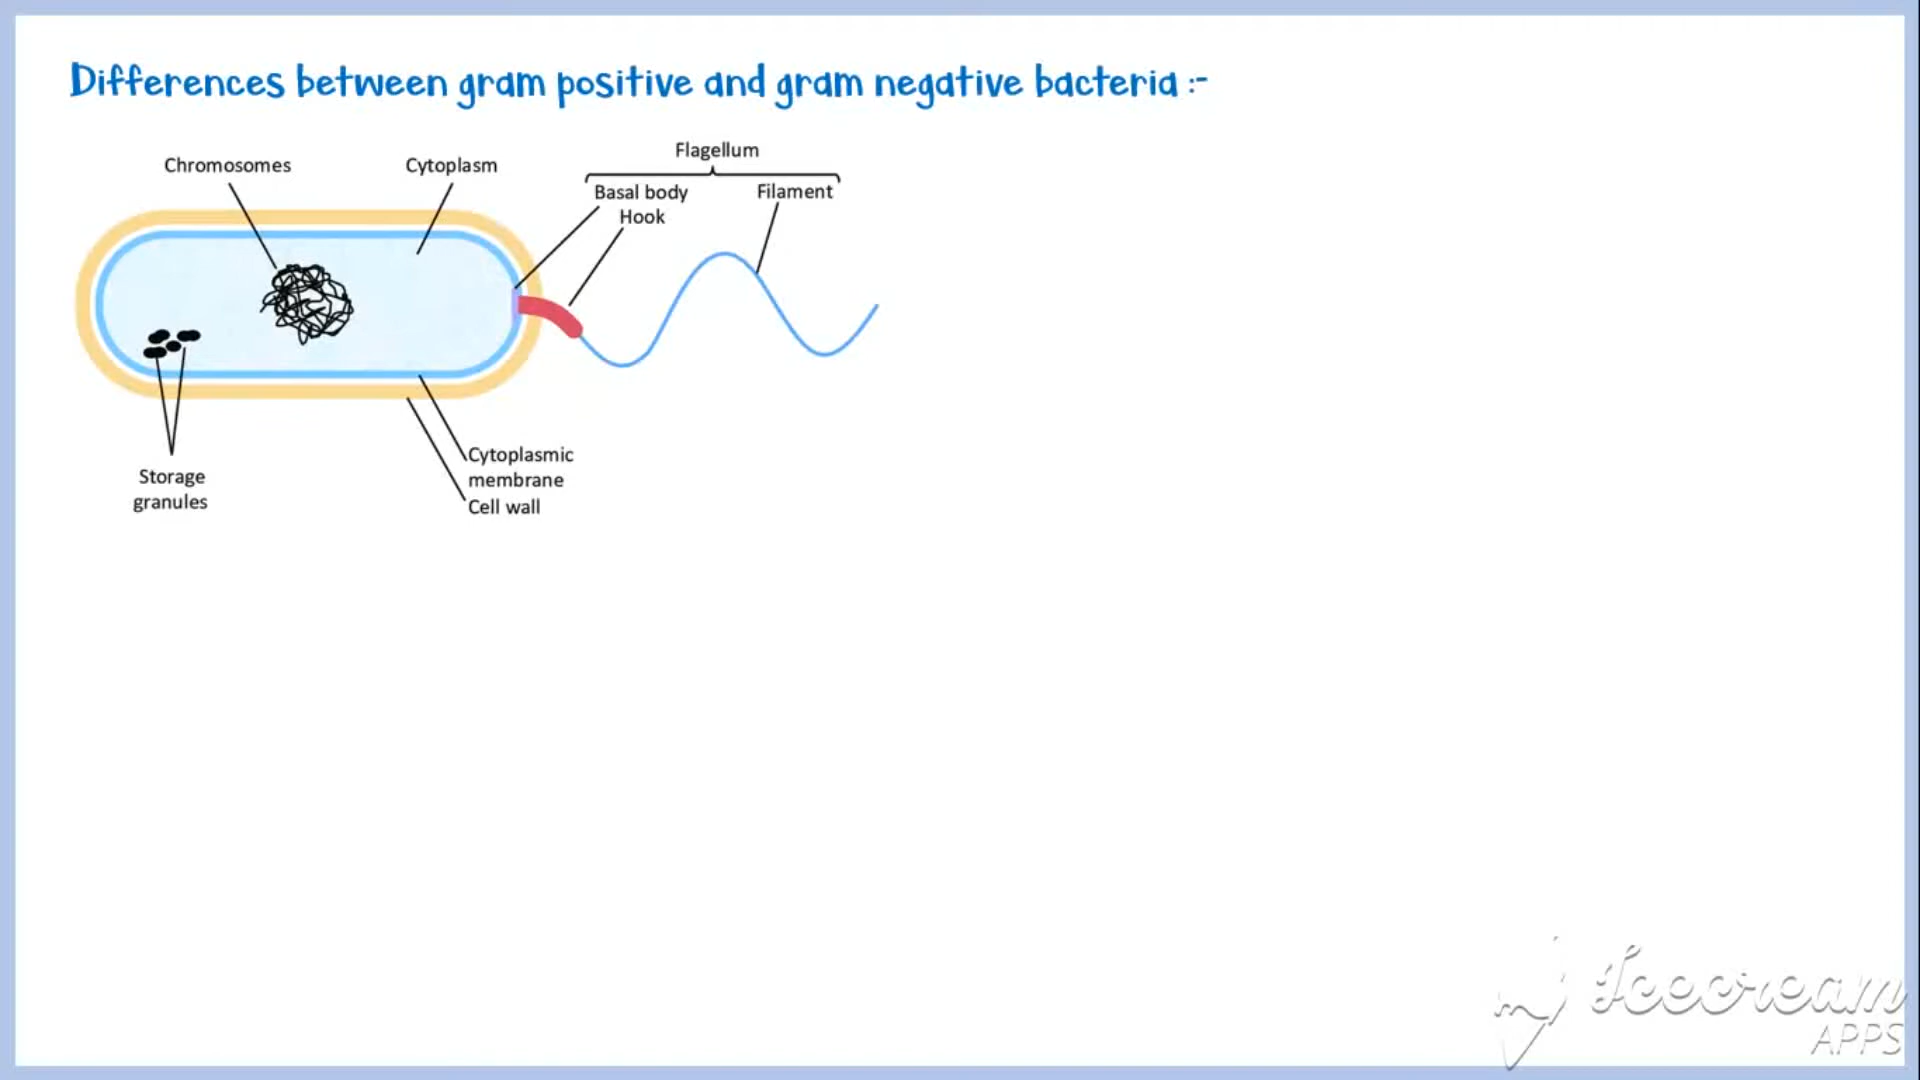 Differences between gram positive and gram negative bacteria :-
Flagellum
Chromosomes
Cytoplasm
Basal body
Filament
Hook
Cytoplasmic
membrane
Cell wall
Storage
granules
Icecream
APPS